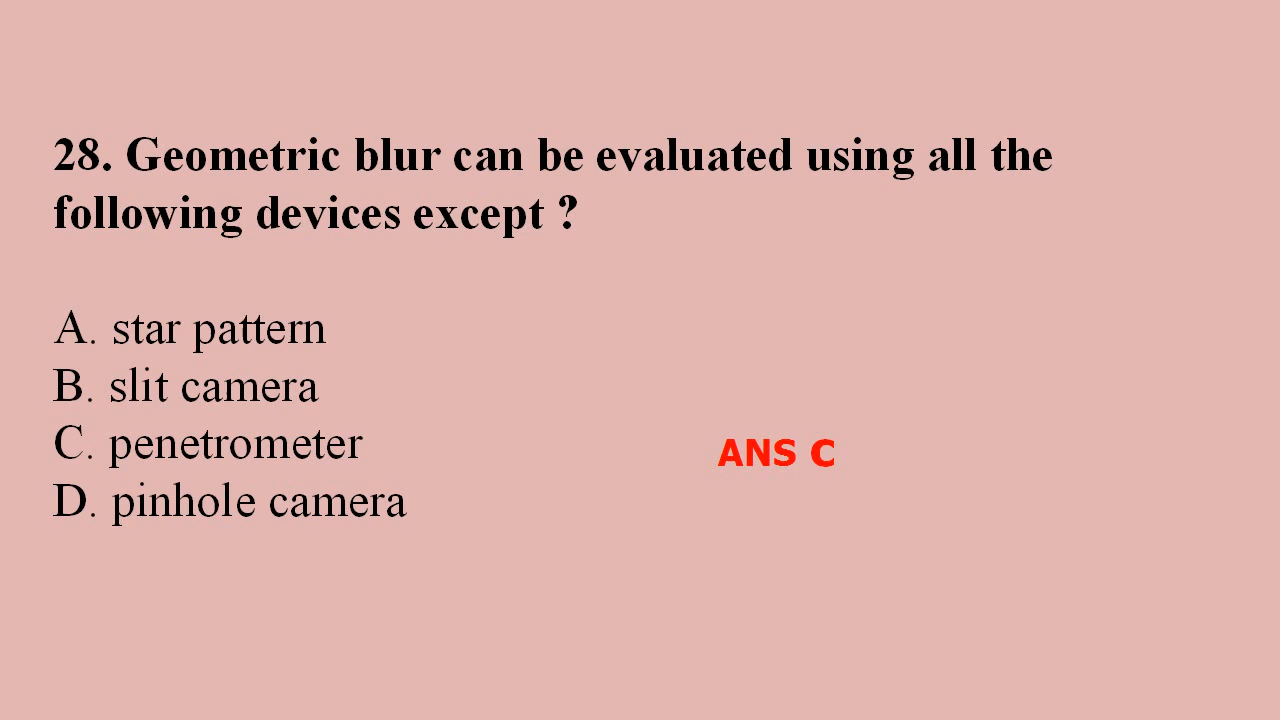 28. Geometric blur can be evaluated using all the
following devices except ?
A. star pattern
B. slit camera
C. penetrometer
ANS C
D. pinhole camera